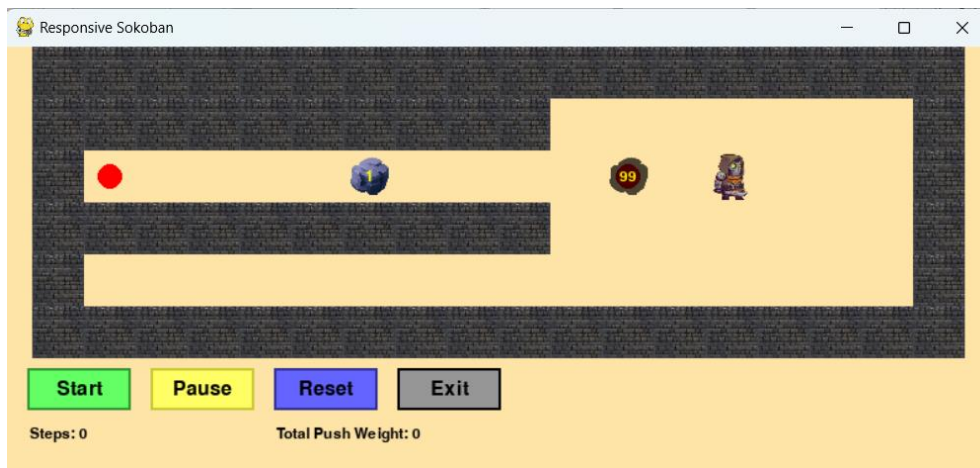 Responsive Sokoban
1 99
Start Pause Reset Exit
Steps: 0 Total Push Weight: 0